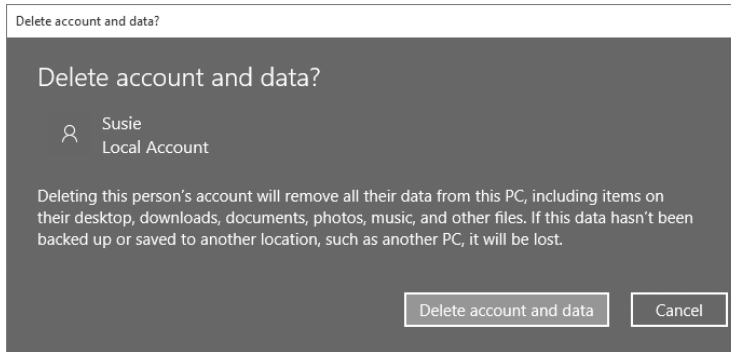 Delete account and data?
Delete account and data?
Susie
Local Account
Deleting this person’s account will remove all their data from this PC, including items on
their desktop, downloads, documents, photos, music, and other files. If this data hasn’t been
backed up or saved to another location, such as another PC, it will be lost.
Delete account and data Cancel